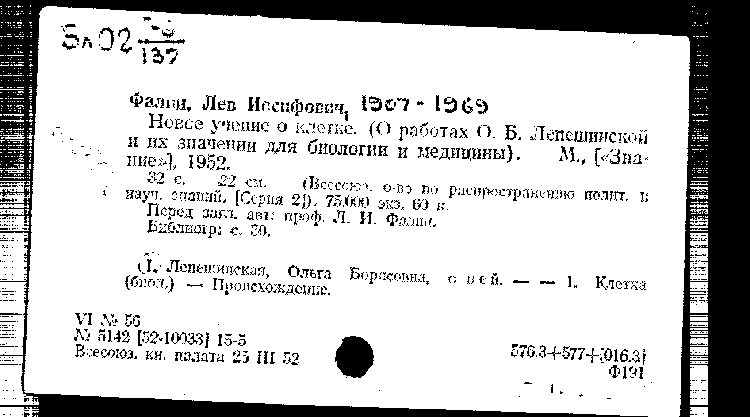 Бл 02
137
Фалин, Лев Иосифович, 1907 - 1969
Новое учение о клетке. (О работах О. Б. Лепешинской
и их значении для биологии и медицины). М., [«Зна-
ние»], 1952.
32 с. 22 см. (Всесоюз. о-во по распространению полит. и
науч. знаний. [Серия 2]). 75.000 экз. 60 к.
Перед загл. авт: проф. Л. И. Фалин.
Библиогр: с. 30.
(I. Лепешинская, Ольга Борисовна, о ней. — — 1. Клетка
(биол.) — Происхождение.
VI № 56
№ 5142 [52-10033] 15-5
Всесоюз. кн. палата 25 III 52
576.3+577+[016.3]
Ф191